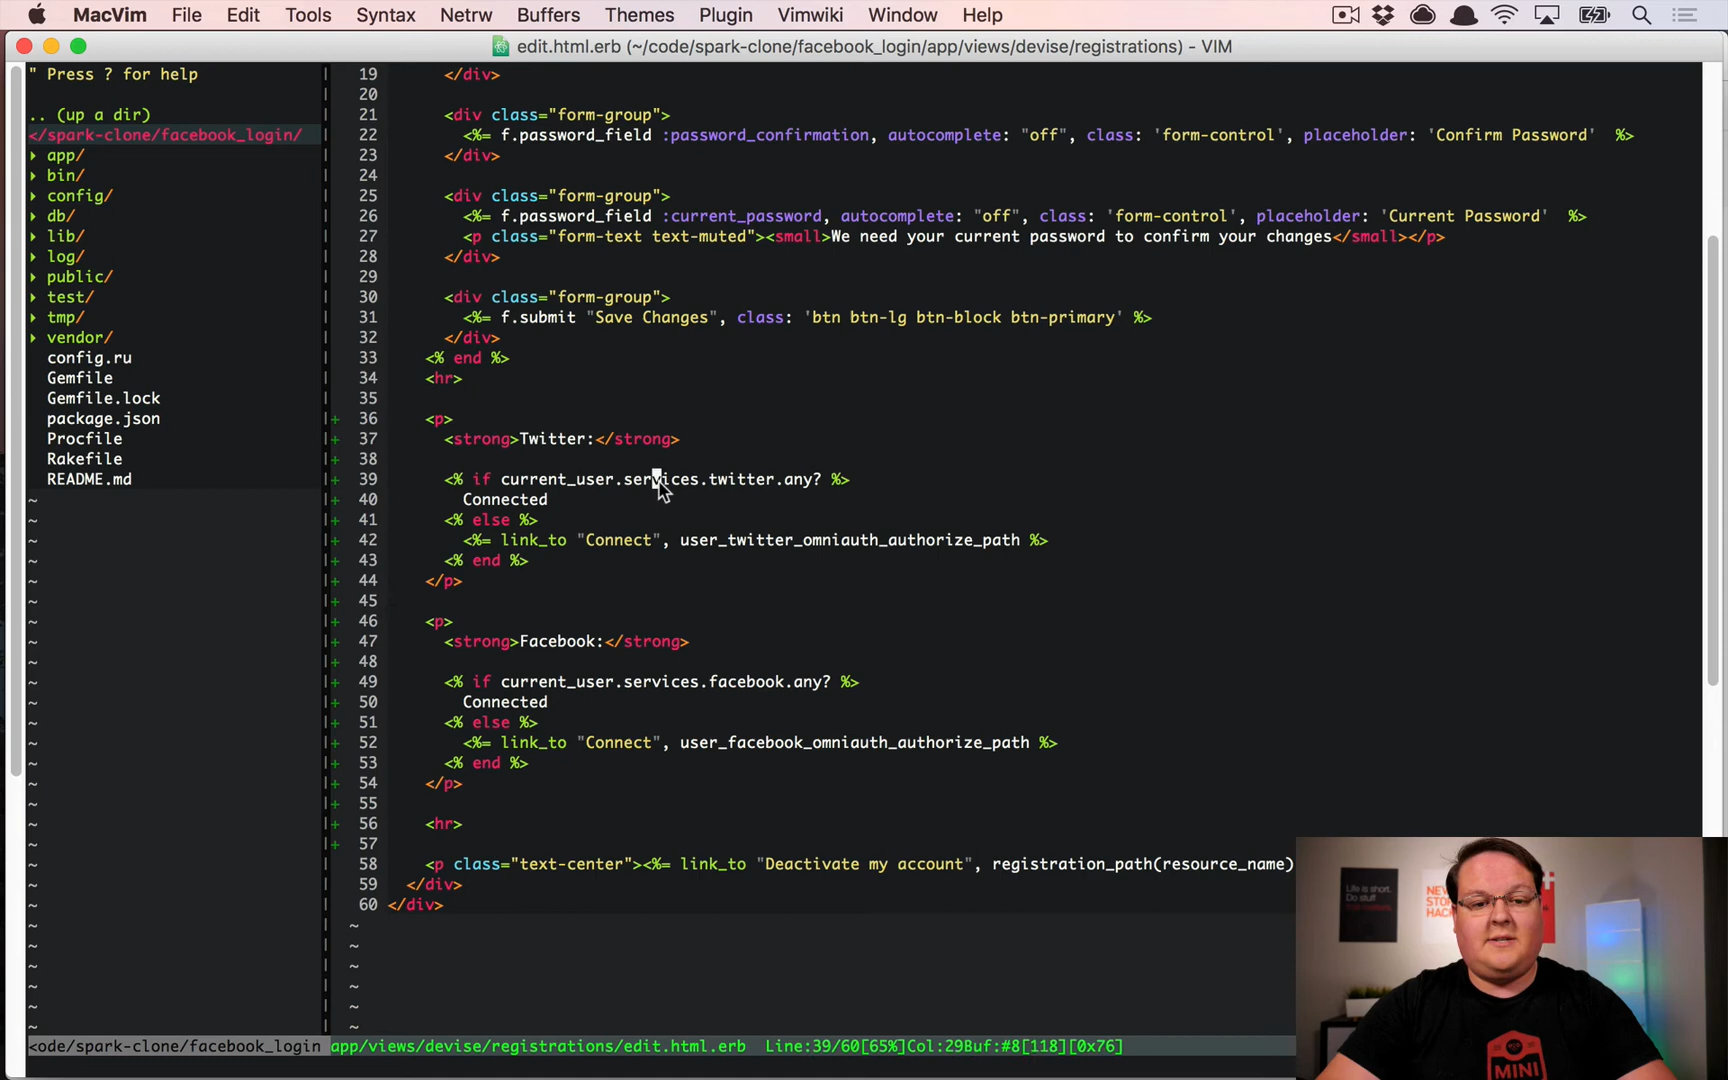 MacVim File Edit Tools Syntax Netrw Buffers Themes Plugin Vimwiki Window Help
edit.html.erb (~/code/spark-clone/facebook_login/app/views/devise/registrations) - VIM
" Press ? for help
.. (up a dir)
</spark-clone/facebook_login/
▸ app/
▸ bin/
▸ config/
▸ db/
▸ lib/
▸ log/
▸ public/
▸ test/
▸ tmp/
▸ vendor/
config.ru
Gemfile
Gemfile.lock
package.json
Procfile
Rakefile
README.md
19 </div>
20
21 <div class="form-group">
22 <%= f.password_field :password_confirmation, autocomplete: "off", class: 'form-control', placeholder: 'Confirm Password' %>
23 </div>
24
25 <div class="form-group">
26 <%= f.password_field :current_password, autocomplete: "off", class: 'form-control', placeholder: 'Current Password' %>
27 <p class="form-text text-muted"><small>We need your current password to confirm your changes</small></p>
28 </div>
29
30 <div class="form-group">
31 <%= f.submit "Save Changes", class: 'btn btn-lg btn-block btn-primary' %>
32 </div>
33 <% end %>
34 <hr>
35
+ 36 <p>
+ 37 <strong>Twitter:</strong>
+ 38
+ 39 <% if current_user.services.twitter.any? %>
+ 40 Connected
+ 41 <% else %>
+ 42 <%= link_to "Connect", user_twitter_omniauth_authorize_path %>
+ 43 <% end %>
+ 44 </p>
+ 45
+ 46 <p>
+ 47 <strong>Facebook:</strong>
+ 48
+ 49 <% if current_user.services.facebook.any? %>
+ 50 Connected
+ 51 <% else %>
+ 52 <%= link_to "Connect", user_facebook_omniauth_authorize_path %>
+ 53 <% end %>
+ 54 </p>
+ 55
+ 56 <hr>
+ 57
58 <p class="text-center"><%= link_to "Deactivate my account", registration_path(resource_name)
59 </div>
60 </div>
<ode/spark-clone/facebook_login app/views/devise/registrations/edit.html.erb Line:39/60[65%]Col:29Buf:#8[118][0x76]
Life is short.
Do stuff
that matters.
MINI